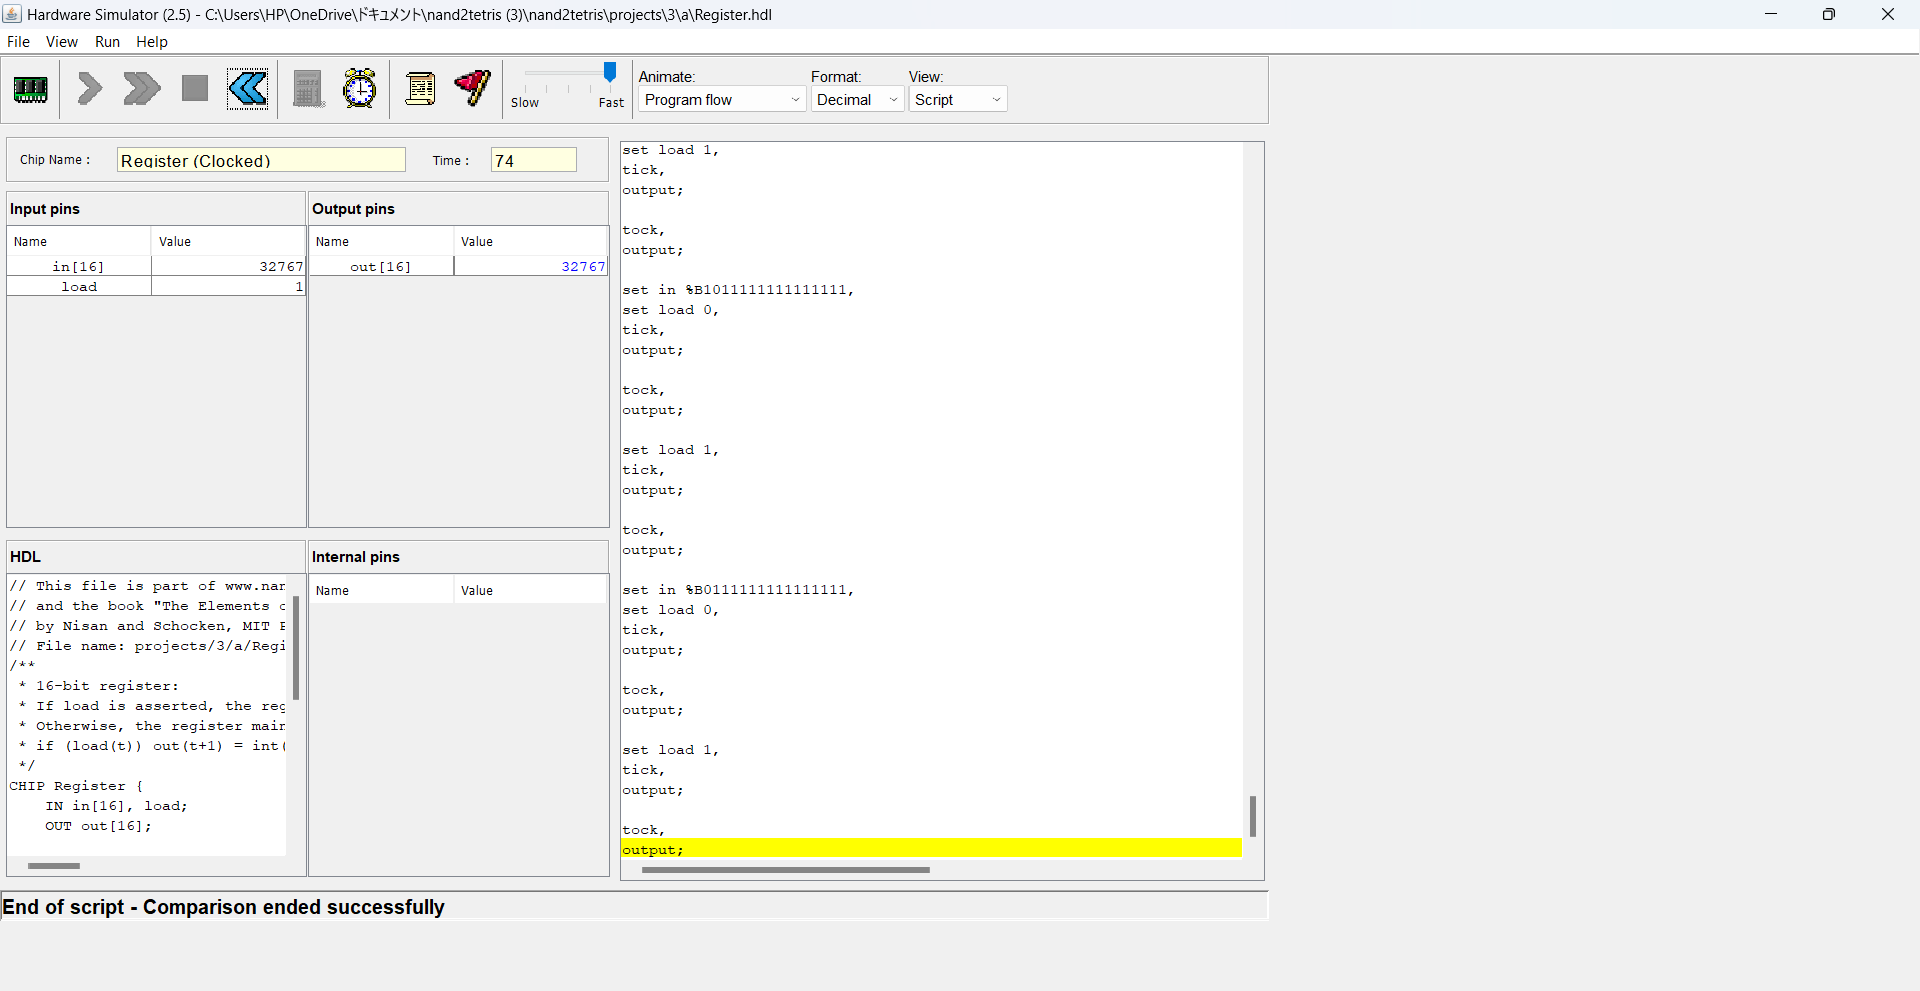 Hardware Simulator (2.5) - C:\Users\HP\OneDrive\ドキュメント\nand2tetris (3)\nand2tetris\projects\3\a\Register.hdl
File View Run Help
Slow Fast
Animate:
Program flow
Format:
Decimal
View:
Script
Chip Name :
Register (Clocked)
Time :
74
Input pins
Name Value
in[16] 32767
load 1
Output pins
Name Value
out[16] 32767
HDL
// This file is part of www.nan
// and the book "The Elements o
// by Nisan and Schocken, MIT P
// File name: projects/3/a/Regi
/**
* 16-bit register:
* If load is asserted, the reg
* Otherwise, the register main
* if (load(t)) out(t+1) = int(
*/
CHIP Register {
IN in[16], load;
OUT out[16];
Internal pins
Name Value
set load 1,
tick,
output;
tock,
output;
set in %B1011111111111111,
set load 0,
tick,
output;
tock,
output;
set load 1,
tick,
output;
tock,
output;
set in %B0111111111111111,
set load 0,
tick,
output;
tock,
output;
set load 1,
tick,
output;
tock,
output;
End of script - Comparison ended successfully